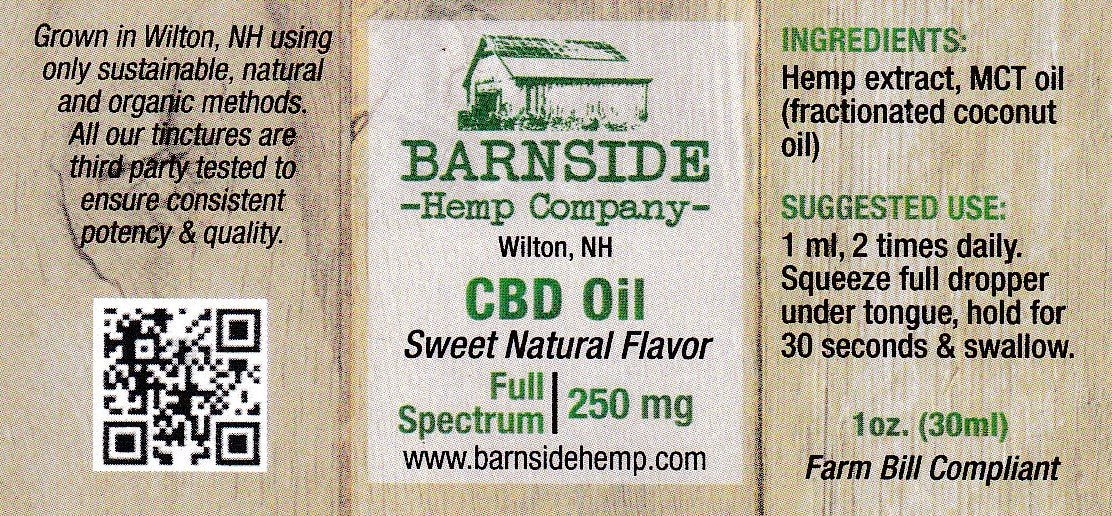 Grown in Wilton, NH using
only sustainable, natural
and organic methods.
All our tinctures are
third party tested to
ensure consistent
potency & quality.
BARNSIDE
-Hemp Company-
Wilton, NH
CBD Oil
Sweet Natural Flavor
Full
Spectrum
250 mg
www.barnsidehemp.com
INGREDIENTS:
Hemp extract, MCT oil
(fractionated coconut
oil)
SUGGESTED USE:
1 ml, 2 times daily.
Squeeze full dropper
under tongue, hold for
30 seconds & swallow.
1oz. (30ml)
Farm Bill Compliant